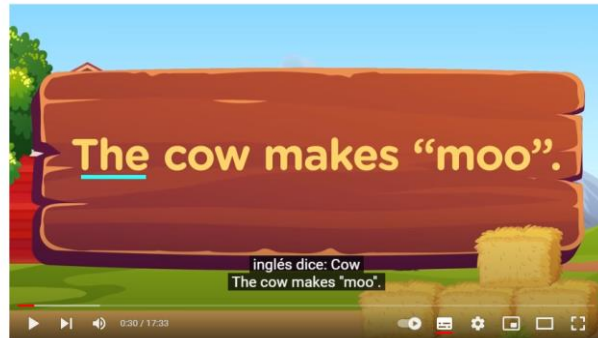 The cow makes “moo”.
inglés dice: Cow
The cow makes "moo".
0:30 / 17:33